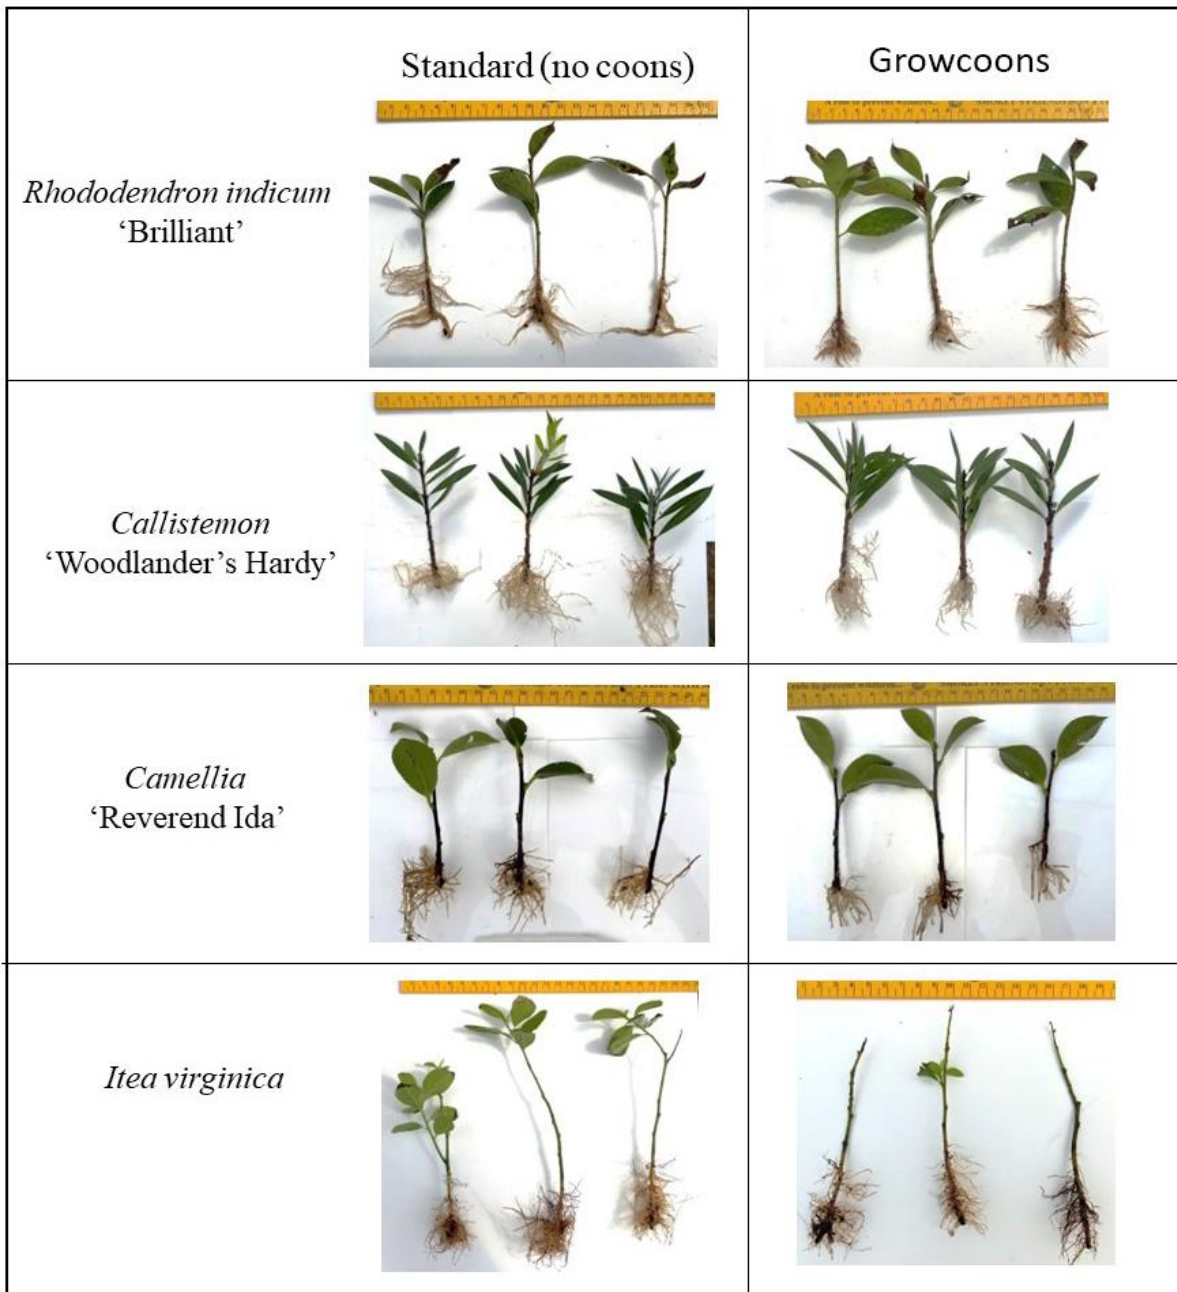 Standard (no coons)
Growcoons
Rhododendron indicum
‘Brilliant’
Callistemon
‘Woodlander’s Hardy’
Camellia
‘Reverend Ida’
Itea virginica